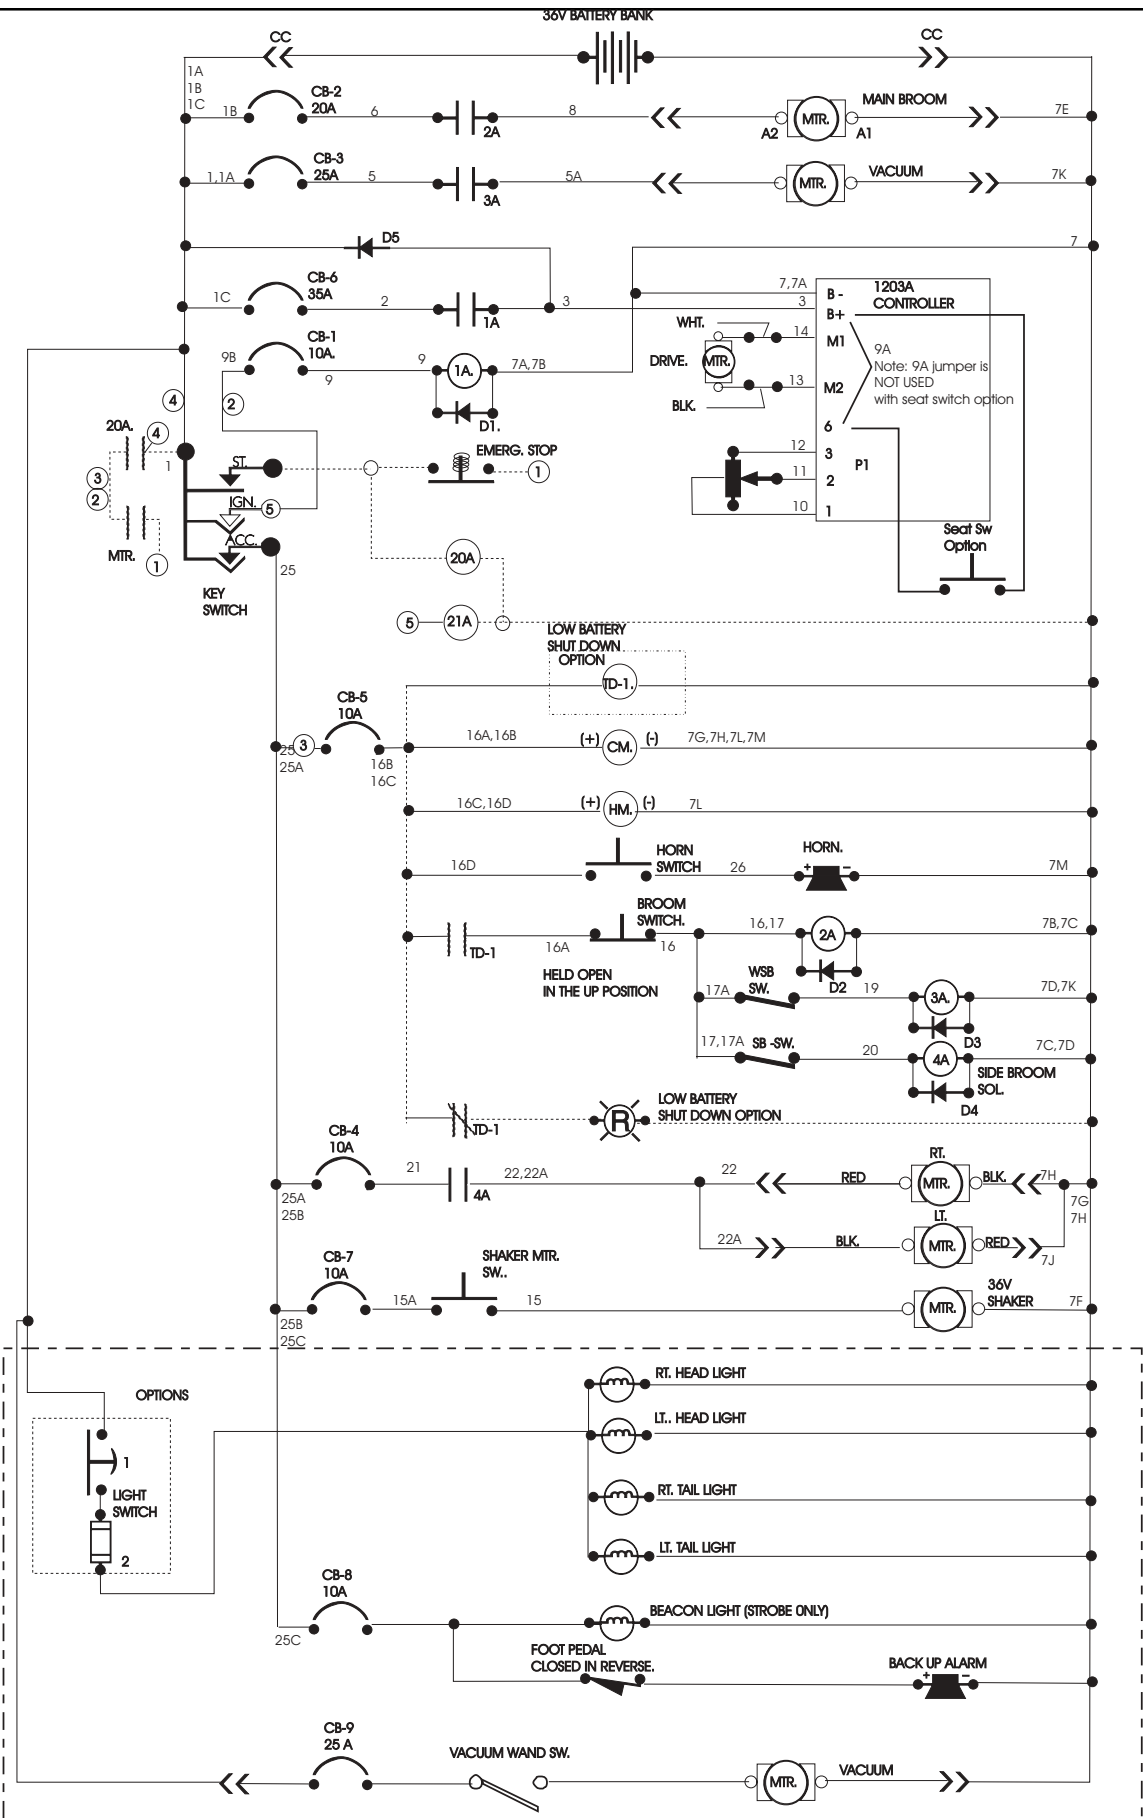 36V BATTERY BANK
CC
CC
1A
1B
1C
1B
CB-2
20A
6
2A
8
A2
MTR.
A1
MAIN BROOM
7E
1,1A
CB-3
25A
5
3A
5A
MTR.
VACUUM
7K
D5
7
1C
CB-6
35A
2
1A
3
7,7A
3
B -
B+
1203A
CONTROLLER
WHT.
14
M1
DRIVE.
MTR.
13
M2
BLK.
9A
Note: 9A jumper is
NOT USED
with seat switch option
9B
CB-1
10A.
9
9
1A.
7A,7B
D1.
4
2
6
12
3
P1
11
2
10
1
20A.
4
3
2
MTR.
1
1
ST.
IGN.
5
ACC.
KEY
SWITCH
25
EMERG. STOP
1
20A
5
21A
Seat Sw
Option
LOW BATTERY
SHUT DOWN
OPTION
TD-1.
CB-5
10A
25
3
25A
16B
16C
16A,16B
(+)
CM.
(-)
7G,7H,7L,7M
16C,16D
(+)
HM.
(-)
7L
16D
HORN
SWITCH
26
HORN.
+
–
7M
TD-1
16A
BROOM
SWITCH.
16
HELD OPEN
IN THE UP POSITION
16,17
2A
D2
7B,7C
17A
WSB
SW.
19
3A.
D3
7D,7K
17,17A
SB -SW.
20
4A
D4
7C,7D
SIDE BROOM
SOL.
TD-1
R
LOW BATTERY
SHUT DOWN OPTION
CB-4
10A
25A
25B
21
4A
22,22A
22
RED
RT.
MTR.
BLK.
7H
7G
7H
22A
BLK.
LT.
MTR.
RED
7J
CB-7
10A
25B
25C
15A
SHAKER MTR.
SW..
15
MTR.
36V
SHAKER
7F
OPTIONS
1
LIGHT
SWITCH
2
RT. HEAD LIGHT
LT.. HEAD LIGHT
RT. TAIL LIGHT
LT. TAIL LIGHT
CB-8
10A
25C
BEACON LIGHT (STROBE ONLY)
FOOT PEDAL
CLOSED IN REVERSE.
BACK UP ALARM
+
–
CB-9
25 A
VACUUM WAND SW.
MTR.
VACUUM